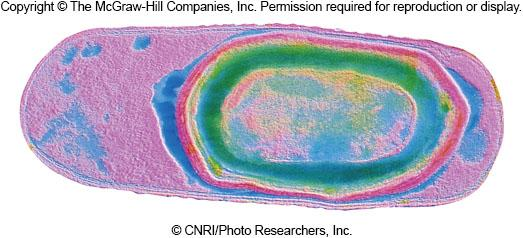 Copyright © The McGraw-Hill Companies, Inc. Permission required for reproduction or display.
© CNRI/Photo Researchers, Inc.